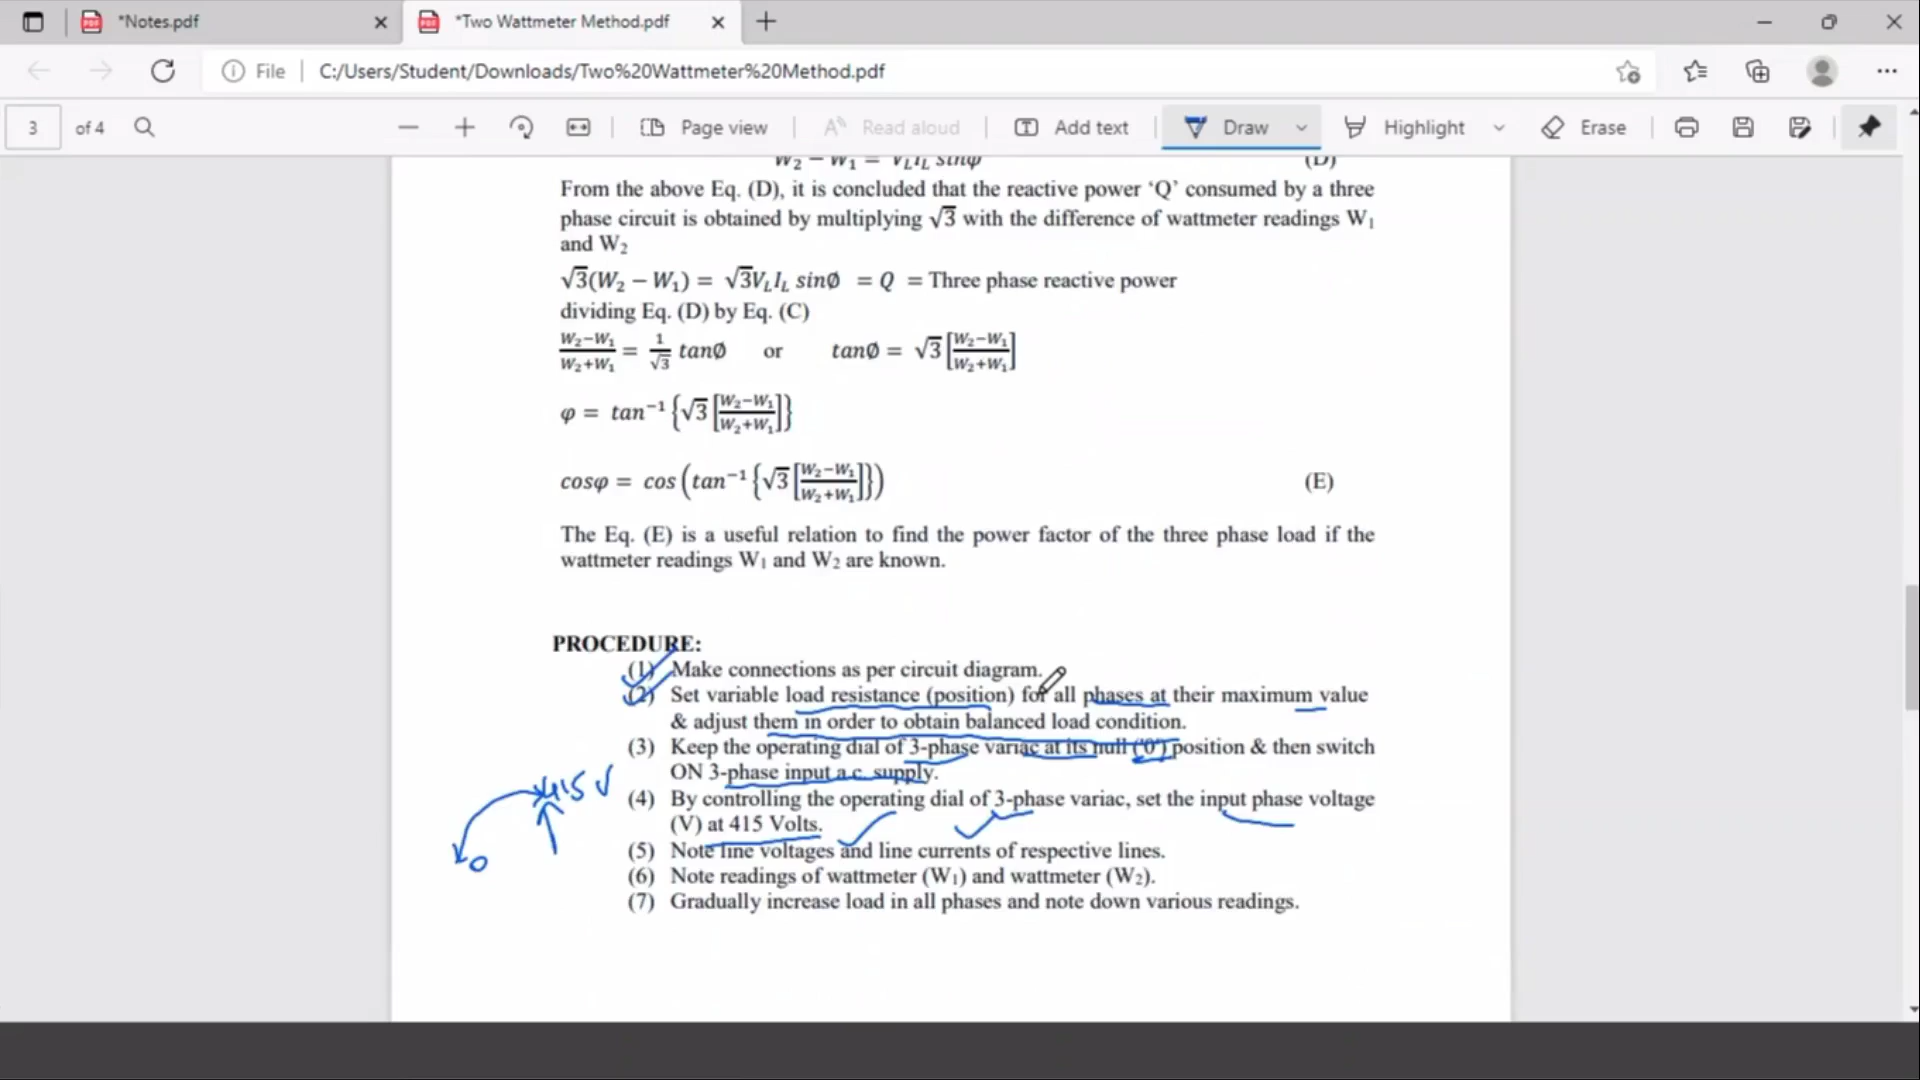 *Notes.pdf
*Two Wattmeter Method.pdf
File
C:/Users/Student/Downloads/Two%20Wattmeter%20Method.pdf
3 of 4
Page view
Read aloud
Add text
Draw
Highlight
Erase
W₂ − W₁ = V_L I_L sinφ (D)
From the above Eq. (D), it is concluded that the reactive power ‘Q’ consumed by a three
phase circuit is obtained by multiplying √3 with the difference of wattmeter readings W₁
and W₂
√3(W₂ − W₁) = √3V_L I_L sin∅ = Q = Three phase reactive power
dividing Eq. (D) by Eq. (C)
(W₂−W₁)/(W₂+W₁) = 1/√3 tan∅ or tan∅ = √3[(W₂−W₁)/(W₂+W₁)]
φ = tan⁻¹{√3[(W₂−W₁)/(W₂+W₁)]}
cosφ = cos(tan⁻¹{√3[(W₂−W₁)/(W₂+W₁)]}) (E)
The Eq. (E) is a useful relation to find the power factor of the three phase load if the
wattmeter readings W₁ and W₂ are known.
PROCEDURE:
(1) Make connections as per circuit diagram.
(2) Set variable load resistance (position) for all phases at their maximum value
& adjust them in order to obtain balanced load condition.
(3) Keep the operating dial of 3-phase variac at its null ('0') position & then switch
ON 3-phase input a.c. supply.
(4) By controlling the operating dial of 3-phase variac, set the input phase voltage
(V) at 415 Volts.
(5) Note line voltages and line currents of respective lines.
(6) Note readings of wattmeter (W₁) and wattmeter (W₂).
(7) Gradually increase load in all phases and note down various readings.
415 V
0